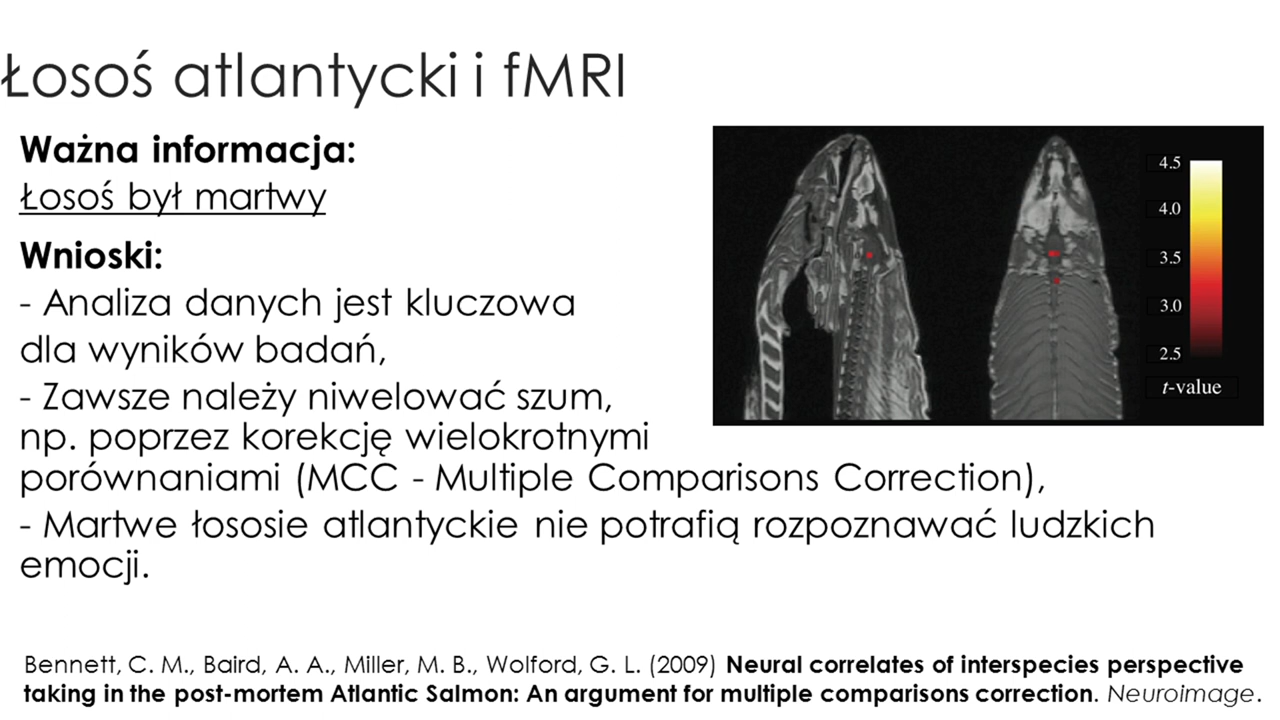 Łosoś atlantycki i fMRI
Ważna informacja:
Łosoś był martwy
Wnioski:
- Analiza danych jest kluczowa
dla wyników badań,
- Zawsze należy niwelować szum,
np. poprzez korekcję wielokrotnymi
porównaniami (MCC - Multiple Comparisons Correction),
- Martwe łososie atlantyckie nie potrafią rozpoznawać ludzkich
emocji.
4.5
4.0
3.5
3.0
2.5
t-value
Bennett, C. M., Baird, A. A., Miller, M. B., Wolford, G. L. (2009) Neural correlates of interspecies perspective
taking in the post-mortem Atlantic Salmon: An argument for multiple comparisons correction. Neuroimage.